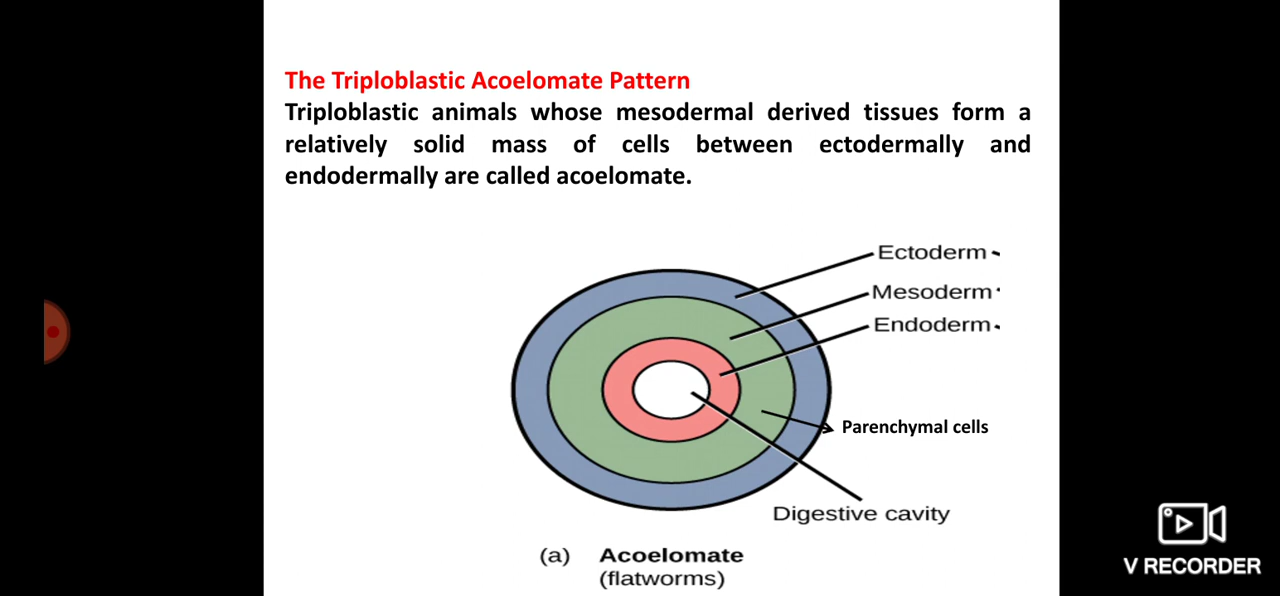 The Triploblastic Acoelomate Pattern
Triploblastic animals whose mesodermal derived tissues form a
relatively solid mass of cells between ectodermally and
endodermally are called acoelomate.
Ectoderm
Mesoderm
Endoderm
Parenchymal cells
Digestive cavity
(a) Acoelomate
(flatworms)
V RECORDER